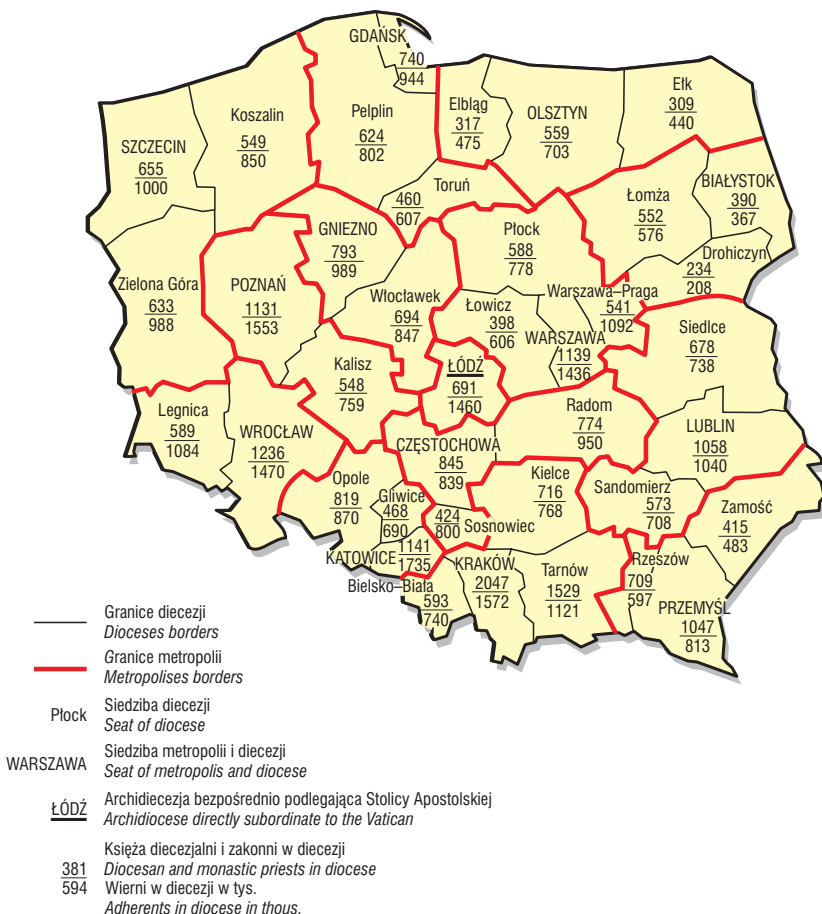 GDAŃSK
740
944
Koszalin
549
850
Pelplin
624
802
Elbląg
317
475
OLSZTYN
559
703
Ełk
309
440
SZCZECIN
655
1000
Toruń
460
607
Łomża
552
576
BIAŁYSTOK
390
367
GNIEZNO
793
989
Płock
588
778
Drohiczyn
234
208
Zielona Góra
633
988
POZNAŃ
1131
1553
Włocławek
694
847
Łowicz
398
606
WARSZAWA
1139
1436
Warszawa–Praga
541
1092
Siedlce
678
738
Kalisz
548
759
ŁÓDŹ
691
1460
Legnica
589
1084
WROCŁAW
1236
1470
Radom
774
950
LUBLIN
1058
1040
CZĘSTOCHOWA
845
839
Opole
819
870
Gliwice
468
690
424
800
Sosnowiec
Kielce
716
768
Sandomierz
573
708
Zamość
415
483
KATOWICE
1141
1735
Bielsko–Biała
593
740
KRAKÓW
2047
1572
Tarnów
1529
1121
Rzeszów
709
597
PRZEMYŚL
1047
813
Granice diecezji
Dioceses borders
Granice metropolii
Metropolises borders
Płock
Siedziba diecezji
Seat of diocese
WARSZAWA
Siedziba metropolii i diecezji
Seat of metropolis and diocese
ŁÓDŹ
Archidiecezja bezpośrednio podlegająca Stolicy Apostolskiej
Archidiocese directly subordinate to the Vatican
Księża diecezjalni i zakonni w diecezji
381 Diocesan and monastic priests in diocese
594 Wierni w diecezji w tys.
Adherents in diocese in thous.